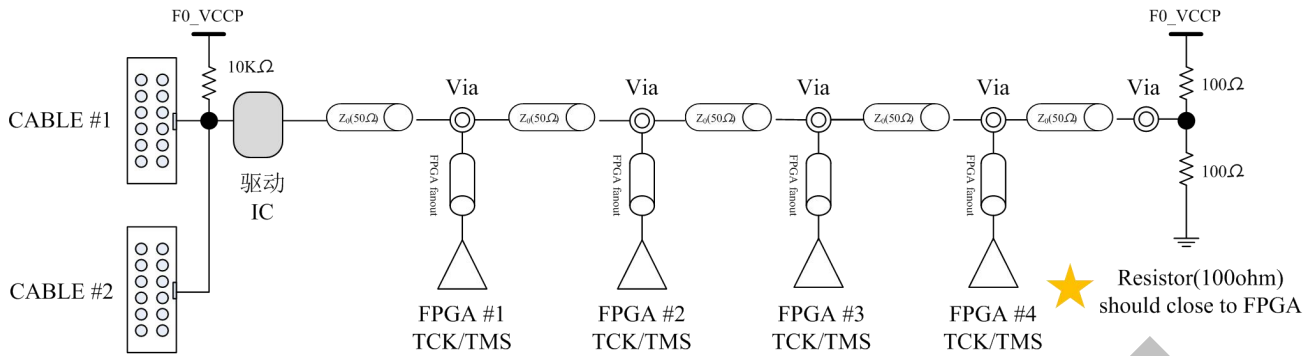 F0_VCCP
F0_VCCP
10KΩ
100Ω
Via
Via
Via
Via
Via
CABLE #1
Z₀(50Ω)
Z₀(50Ω)
Z₀(50Ω)
Z₀(50Ω)
Z₀(50Ω)
驱动
IC
FPGA fanout
FPGA fanout
FPGA fanout
FPGA fanout
100Ω
CABLE #2
FPGA #1
TCK/TMS
FPGA #2
TCK/TMS
FPGA #3
TCK/TMS
FPGA #4
TCK/TMS
Resistor(100ohm)
should close to FPGA